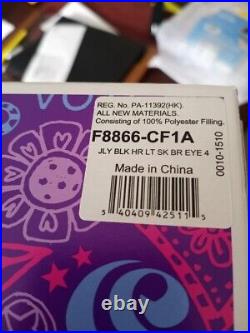 VO
REG. No. PA-11392(HK).
ALL NEW MATERIALS.
Consisting of 100% Polyester Filling.
F8866-CF1A
JLY BLK HR LT SK BR EYE 4
Made in China
0010-1510
5 40409 42511 5